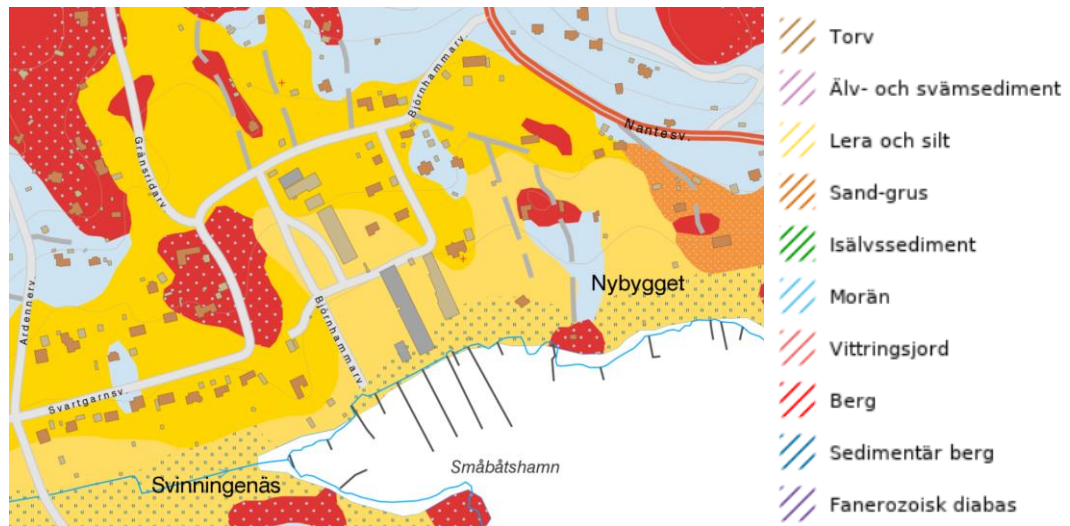 Björnhammarv.
Gränsridarv.
Nantesv.
Ardennerv.
Nybygget
Björnhammarv.
Svartgarnsv.
Småbåtshamn
Svinningenäs
Torv
Älv- och svämsediment
Lera och silt
Sand-grus
Isälvssediment
Morän
Vittringsjord
Berg
Sedimentär berg
Fanerozoisk diabas